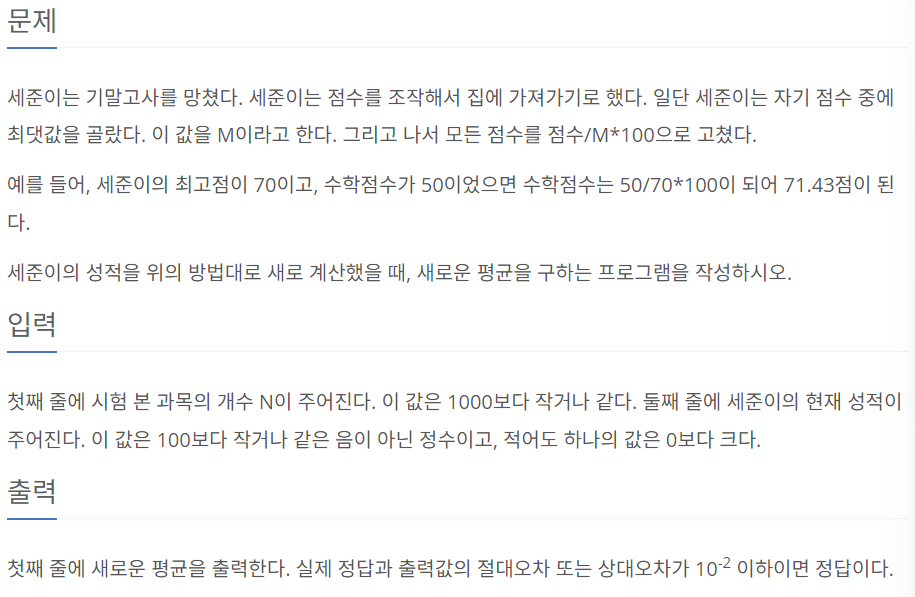 문제
세준이는 기말고사를 망쳤다. 세준이는 점수를 조작해서 집에 가져가기로 했다. 일단 세준이는 자기 점수 중에
최댓값을 골랐다. 이 값을 M이라고 한다. 그리고 나서 모든 점수를 점수/M*100으로 고쳤다.
예를 들어, 세준이의 최고점이 70이고, 수학점수가 50이었으면 수학점수는 50/70*100이 되어 71.43점이 된
다.
세준이의 성적을 위의 방법대로 새로 계산했을 때, 새로운 평균을 구하는 프로그램을 작성하시오.
입력
첫째 줄에 시험 본 과목의 개수 N이 주어진다. 이 값은 1000보다 작거나 같다. 둘째 줄에 세준이의 현재 성적이
주어진다. 이 값은 100보다 작거나 같은 음이 아닌 정수이고, 적어도 하나의 값은 0보다 크다.
출력
첫째 줄에 새로운 평균을 출력한다. 실제 정답과 출력값의 절대오차 또는 상대오차가 10⁻² 이하이면 정답이다.